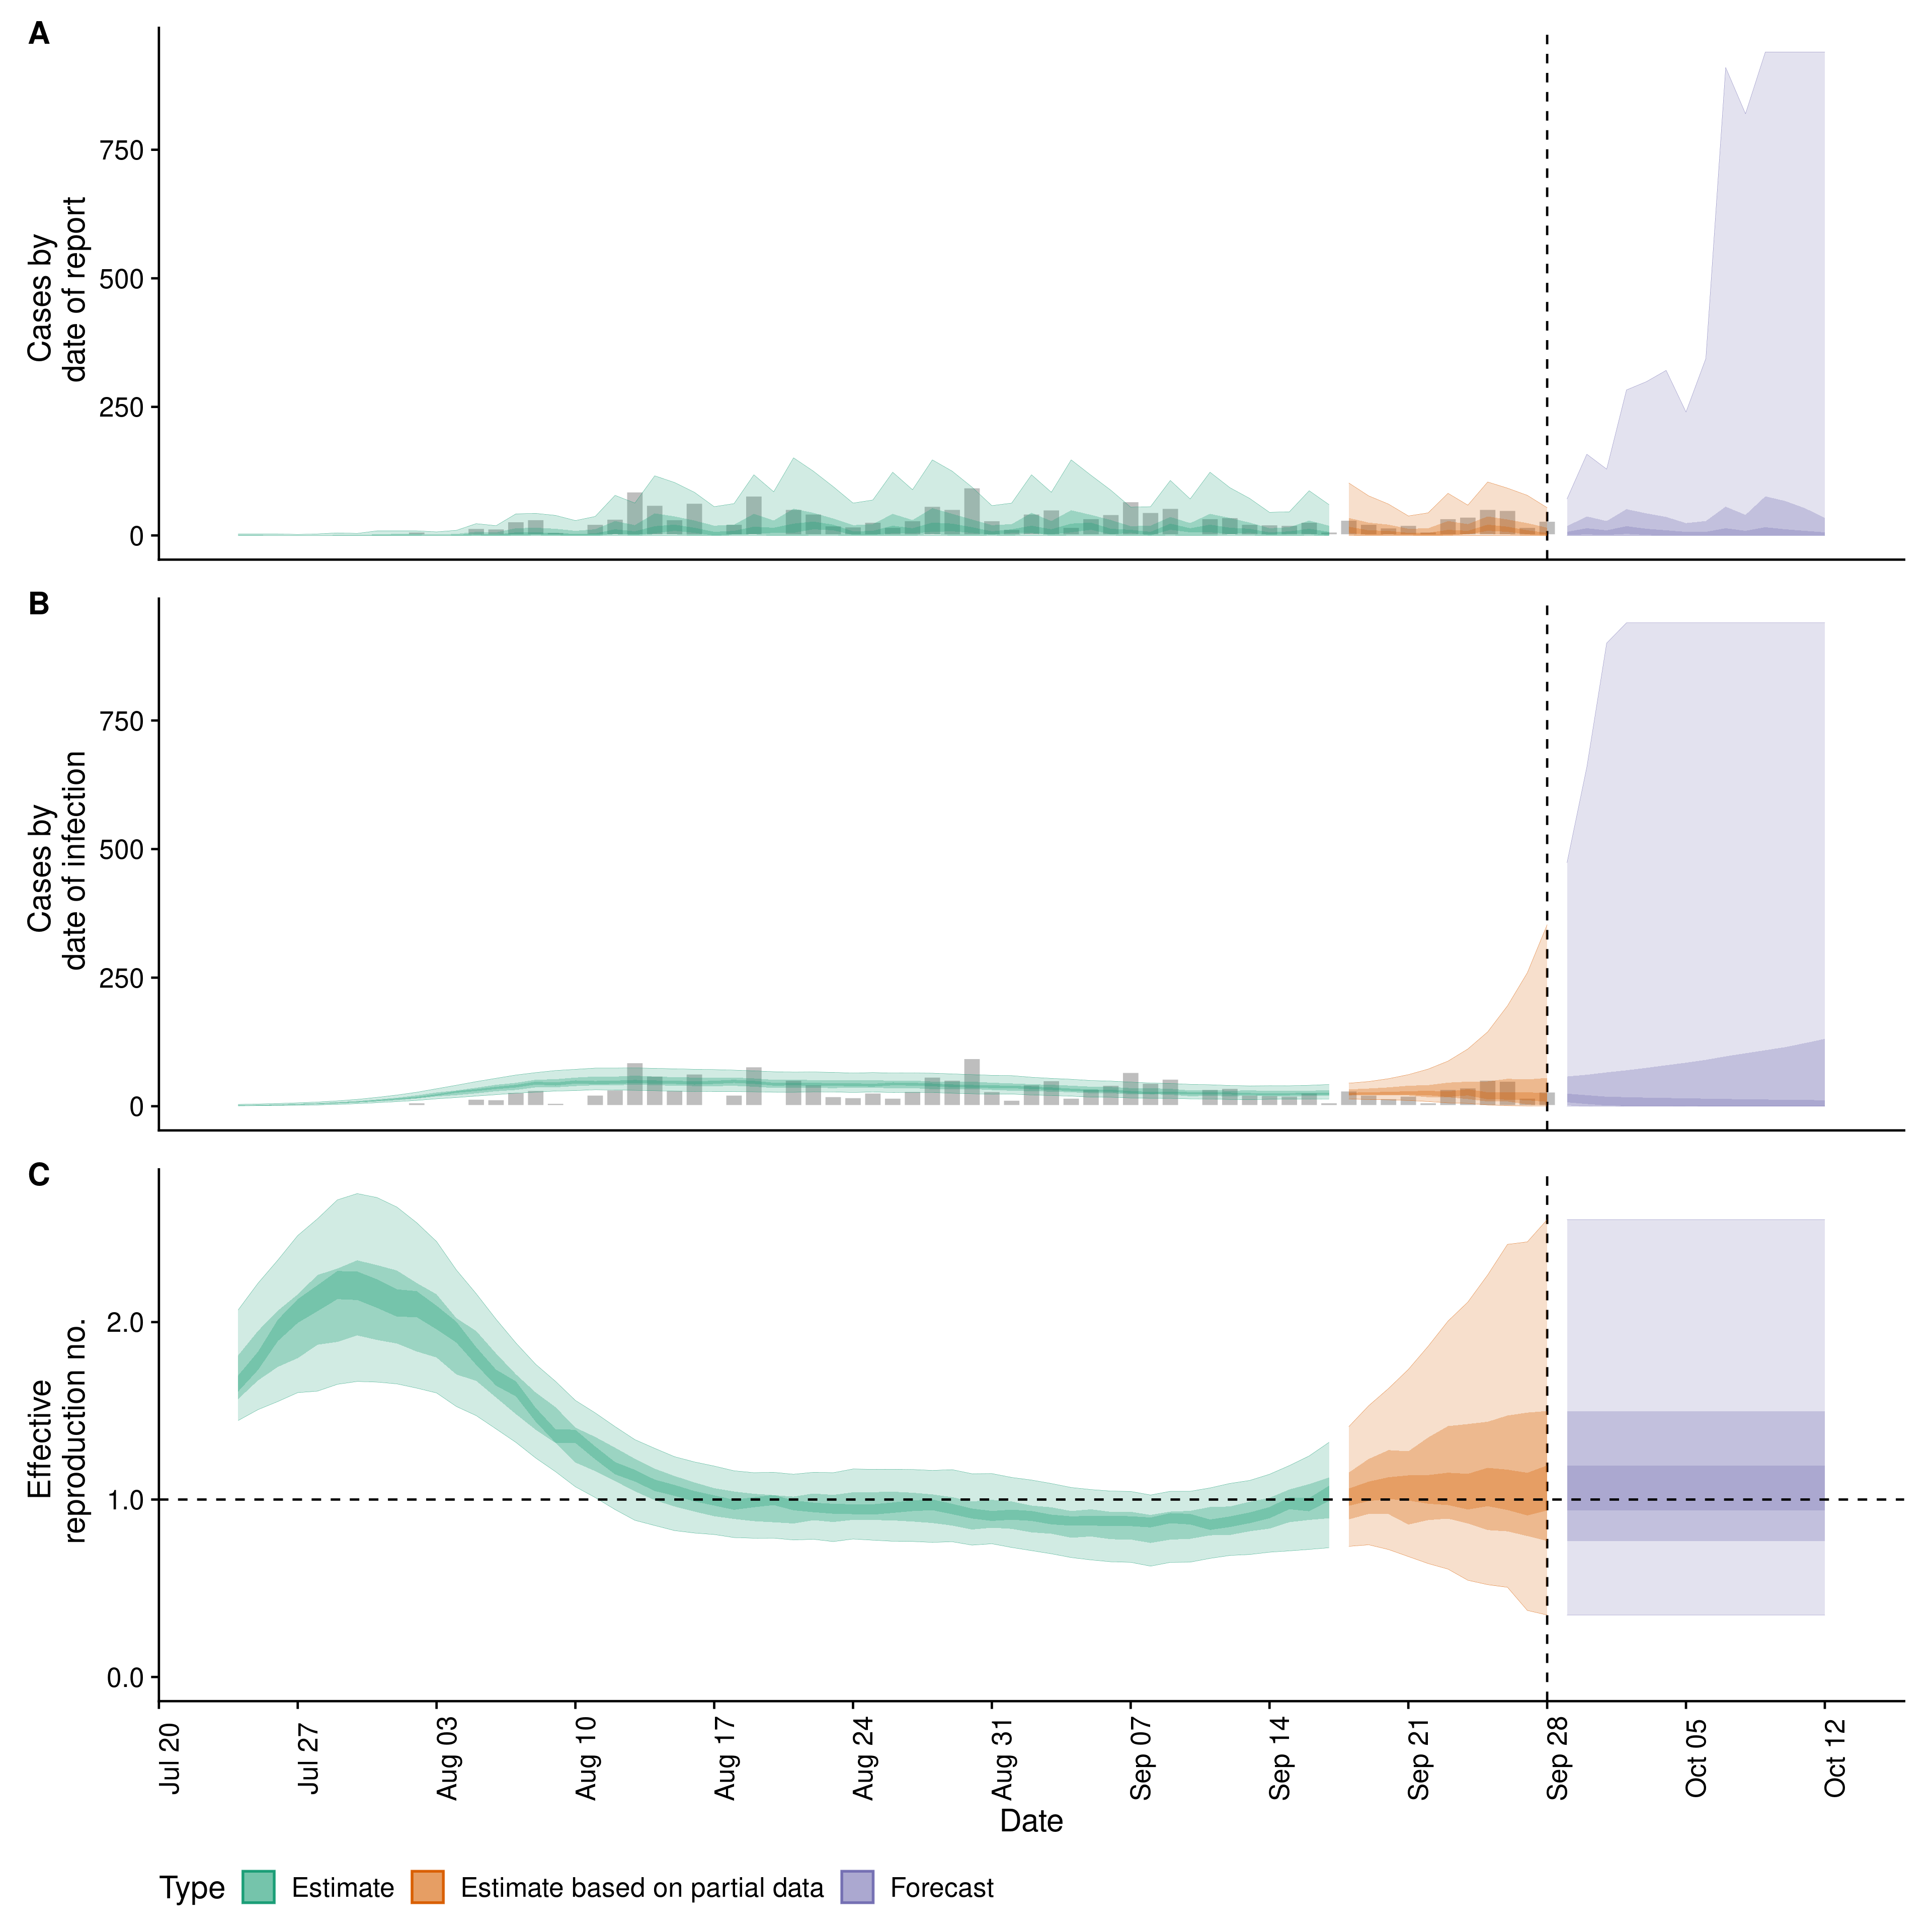 A
Cases by
date of report
750
500
250
0
B
Cases by
date of infection
750
500
250
0
C
Effective
reproduction no.
2.0
1.0
0.0
Jul 20
Jul 27
Aug 03
Aug 10
Aug 17
Aug 24
Aug 31
Sep 07
Sep 14
Sep 21
Sep 28
Oct 05
Oct 12
Date
Type Estimate Estimate based on partial data Forecast